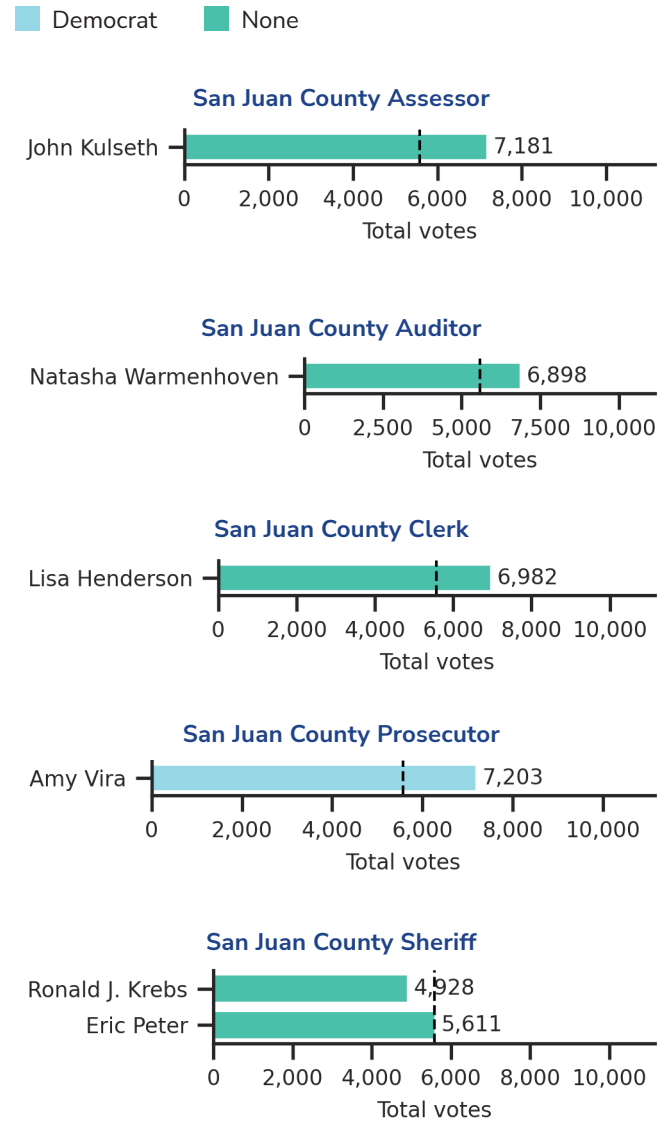 Democrat None
San Juan County Assessor
John Kulseth 7,181
0 2,000 4,000 6,000 8,000 10,000
Total votes
San Juan County Auditor
Natasha Warmenhoven 6,898
0 2,500 5,000 7,500 10,000
Total votes
San Juan County Clerk
Lisa Henderson 6,982
0 2,000 4,000 6,000 8,000 10,000
Total votes
San Juan County Prosecutor
Amy Vira 7,203
0 2,000 4,000 6,000 8,000 10,000
Total votes
San Juan County Sheriff
Ronald J. Krebs 4,928
Eric Peter 5,611
0 2,000 4,000 6,000 8,000 10,000
Total votes